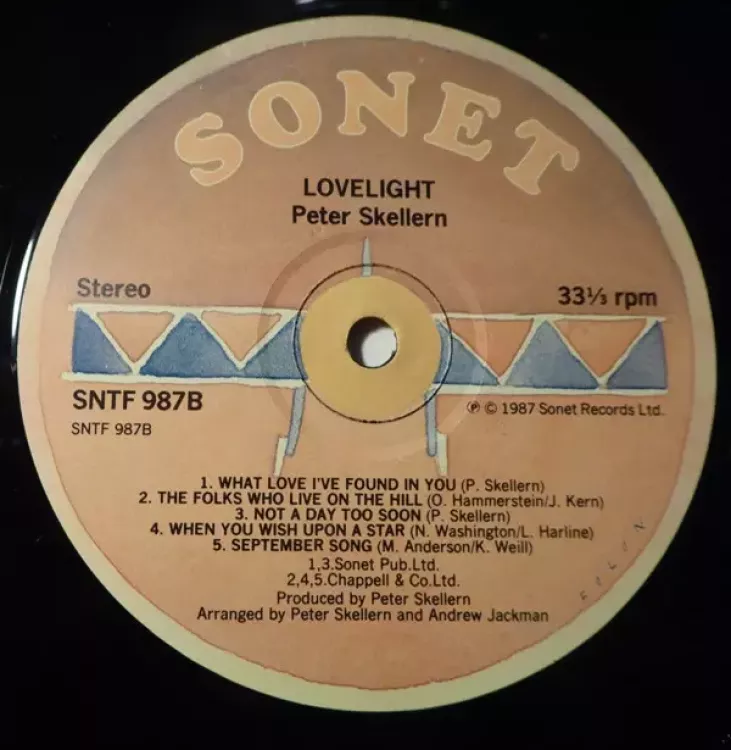 SONET
LOVELIGHT
Peter Skellern
Stereo
33⅓ rpm
SNTF 987B
SNTF 987B
℗ © 1987 Sonet Records Ltd.
1. WHAT LOVE I'VE FOUND IN YOU (P. Skellern)
2. THE FOLKS WHO LIVE ON THE HILL (O. Hammerstein/J. Kern)
3. NOT A DAY TOO SOON (P. Skellern)
4. WHEN YOU WISH UPON A STAR (N. Washington/L. Harline)
5. SEPTEMBER SONG (M. Anderson/K. Weill)
1,3.Sonet Pub.Ltd.
2,4,5.Chappell & Co.Ltd.
Produced by Peter Skellern
Arranged by Peter Skellern and Andrew Jackman
FOLON